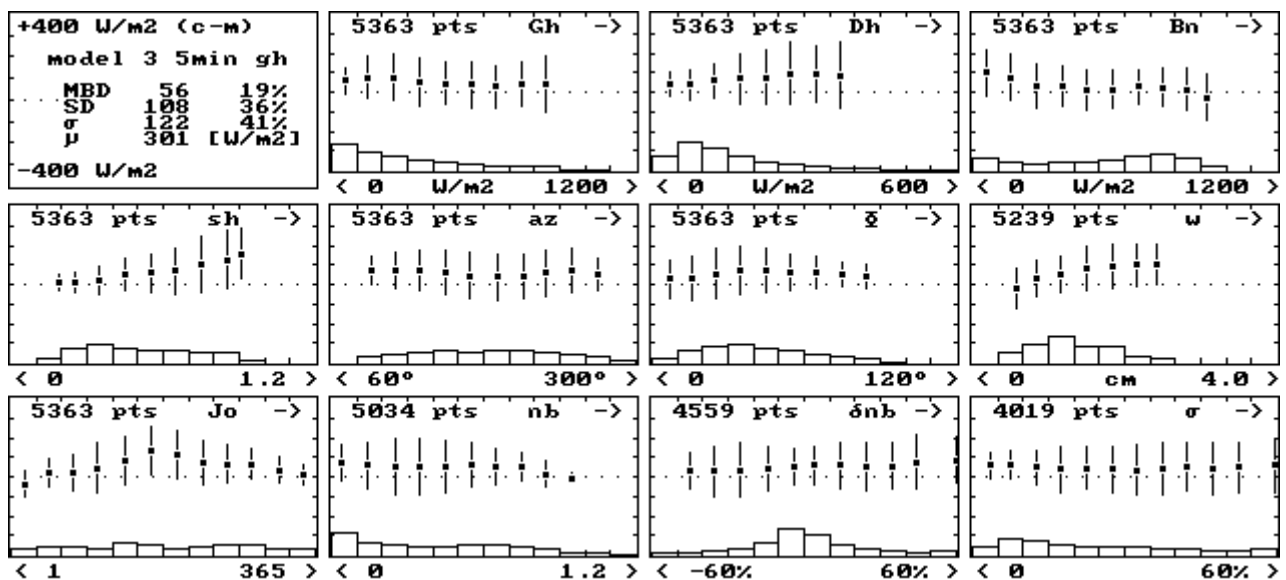 +400 W/m2 (c-m)
model 3 5min gh
MBD 56 19%
SD 108 36%
σ 122 41%
μ 301 [W/m2]
-400 W/m2
5363 pts Gh ->
< 0 W/m2 1200 >
5363 pts Dh ->
< 0 W/m2 600 >
5363 pts Bn ->
< 0 W/m2 1200 >
5363 pts sh ->
< 0 1.2 >
5363 pts az ->
< 60° 300° >
5363 pts Φ ->
< 0 120° >
5239 pts w ->
< 0 cm 4.0 >
5363 pts Jo ->
< 1 365 >
5034 pts nb ->
< 0 1.2 >
4559 pts δnb ->
< -60% 60% >
4019 pts σ ->
< 0 60% >